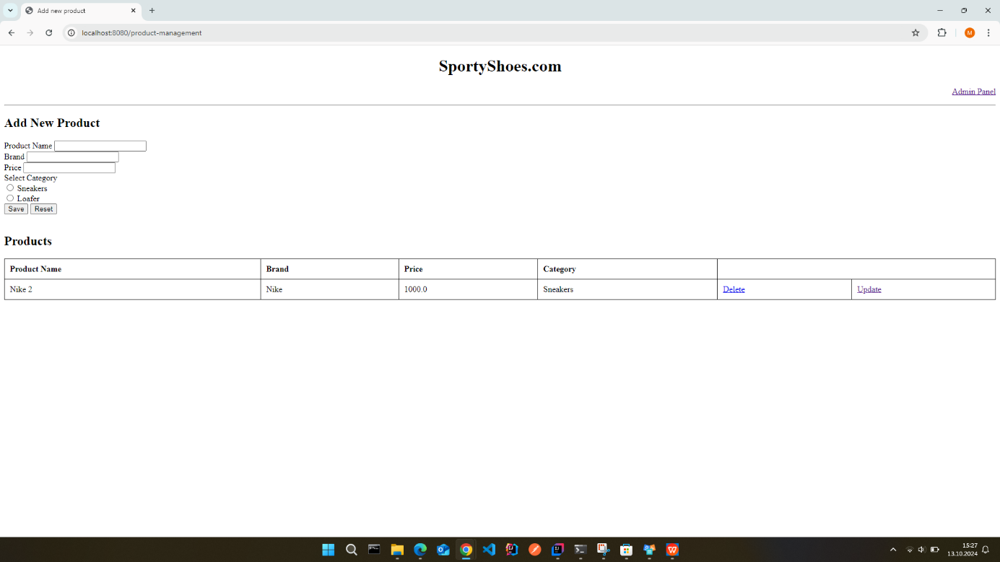 Add new product
localhost:8080/product-management
M
SportyShoes.com
Admin Panel
Add New Product
Product Name
Brand
Price
Select Category
Sneakers
Loafer
Save Reset
Products
Product Name Brand Price Category
Nike 2 Nike 1000.0 Sneakers Delete Update
15:27
13.10.2024